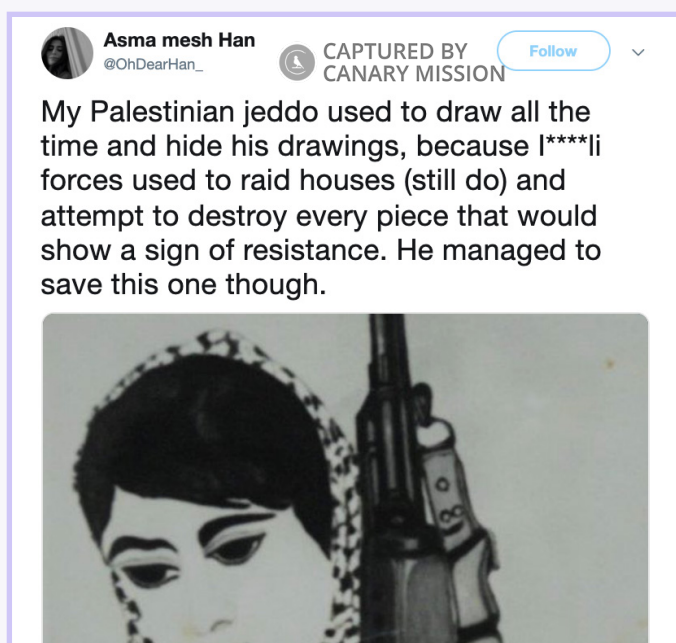 Asma mesh Han
@OhDearHan_
CAPTURED BY
CANARY MISSION
Follow
My Palestinian jeddo used to draw all the
time and hide his drawings, because I****li
forces used to raid houses (still do) and
attempt to destroy every piece that would
show a sign of resistance. He managed to
save this one though.